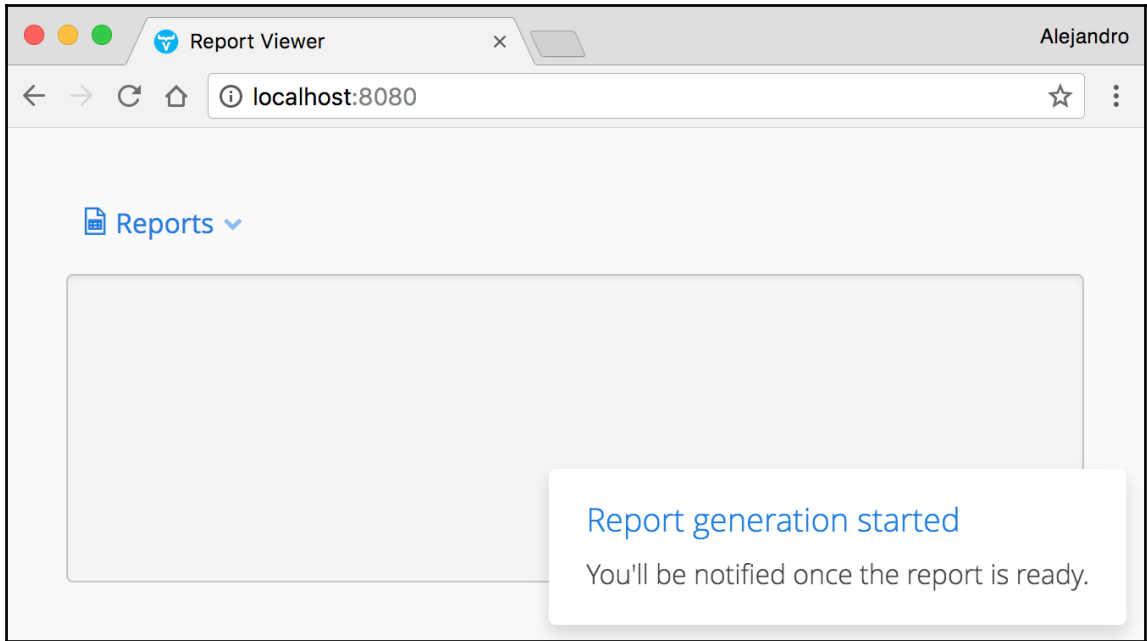 Report Viewer
Alejandro
localhost:8080
Reports
Report generation started
You'll be notified once the report is ready.